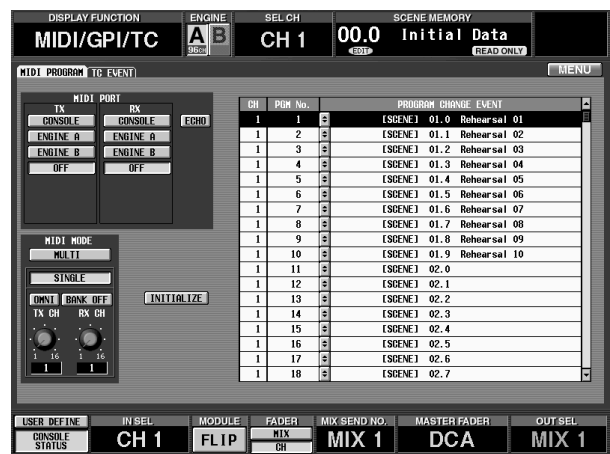 DISPLAY FUNCTION ENGINE SEL CH SCENE MEMORY
MIDI/GPI/TC A B 96CH CH 1 00.0 EDIT Initial Data READ ONLY
MIDI PROGRAM TC EVENT MENU
MIDI PORT
TX RX
CONSOLE CONSOLE ECHO
ENGINE A ENGINE A
ENGINE B ENGINE B
OFF OFF
MIDI MODE
MULTI
SINGLE
OMNI BANK OFF
TX CH RX CH
1 16 1 16
1 1
INITIALIZE
CH PGM No. PROGRAM CHANGE EVENT
1 1 [SCENE] 01.0 Rehearsal 01
1 2 [SCENE] 01.1 Rehearsal 02
1 3 [SCENE] 01.2 Rehearsal 03
1 4 [SCENE] 01.3 Rehearsal 04
1 5 [SCENE] 01.4 Rehearsal 05
1 6 [SCENE] 01.5 Rehearsal 06
1 7 [SCENE] 01.6 Rehearsal 07
1 8 [SCENE] 01.7 Rehearsal 08
1 9 [SCENE] 01.8 Rehearsal 09
1 10 [SCENE] 01.9 Rehearsal 10
1 11 [SCENE] 02.0
1 12 [SCENE] 02.1
1 13 [SCENE] 02.2
1 14 [SCENE] 02.3
1 15 [SCENE] 02.4
1 16 [SCENE] 02.5
1 17 [SCENE] 02.6
1 18 [SCENE] 02.7
USER DEFINE IN SEL MODULE FADER MIX SEND NO. MASTER FADER OUT SEL
CONSOLE STATUS CH 1 FLIP MIX CH MIX 1 DCA MIX 1